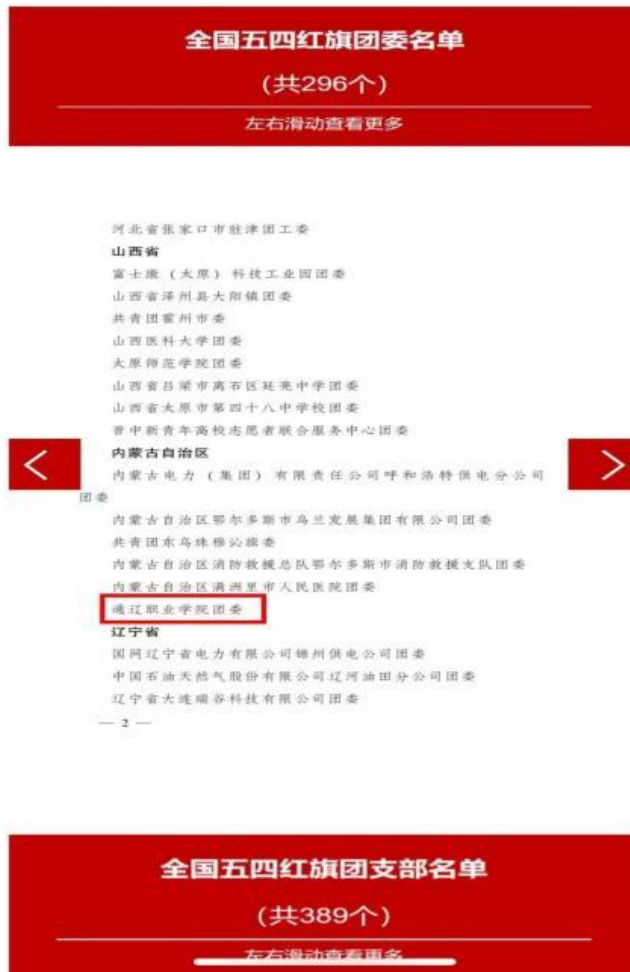 全国五四红旗团委名单
(共296个)
左右滑动查看更多
河北省张家口市驻津团工委
山西省
富士康（太原）科技工业园团委
山西省泽州县大阳镇团委
共青团霍州市委
山西医科大学团委
太原师范学院团委
山西省吕梁市离石区廷亮中学团委
山西省太原市第四十八中学校团委
晋中新青年高校志愿者联合服务中心团委
内蒙古自治区
内蒙古电力（集团）有限责任公司呼和浩特供电分公司
团委
内蒙古自治区鄂尔多斯市乌兰发展集团有限公司团委
共青团东乌珠穆沁旗委
内蒙古自治区消防救援总队鄂尔多斯市消防救援支队团委
内蒙古自治区满洲里市人民医院团委
通辽职业学院团委
辽宁省
国网辽宁省电力有限公司锦州供电公司团委
中国石油天然气股份有限公司辽河油田分公司团委
辽宁省大连瑞谷科技有限公司团委
— 2 —
全国五四红旗团支部名单
(共389个)
左右滑动查看更多